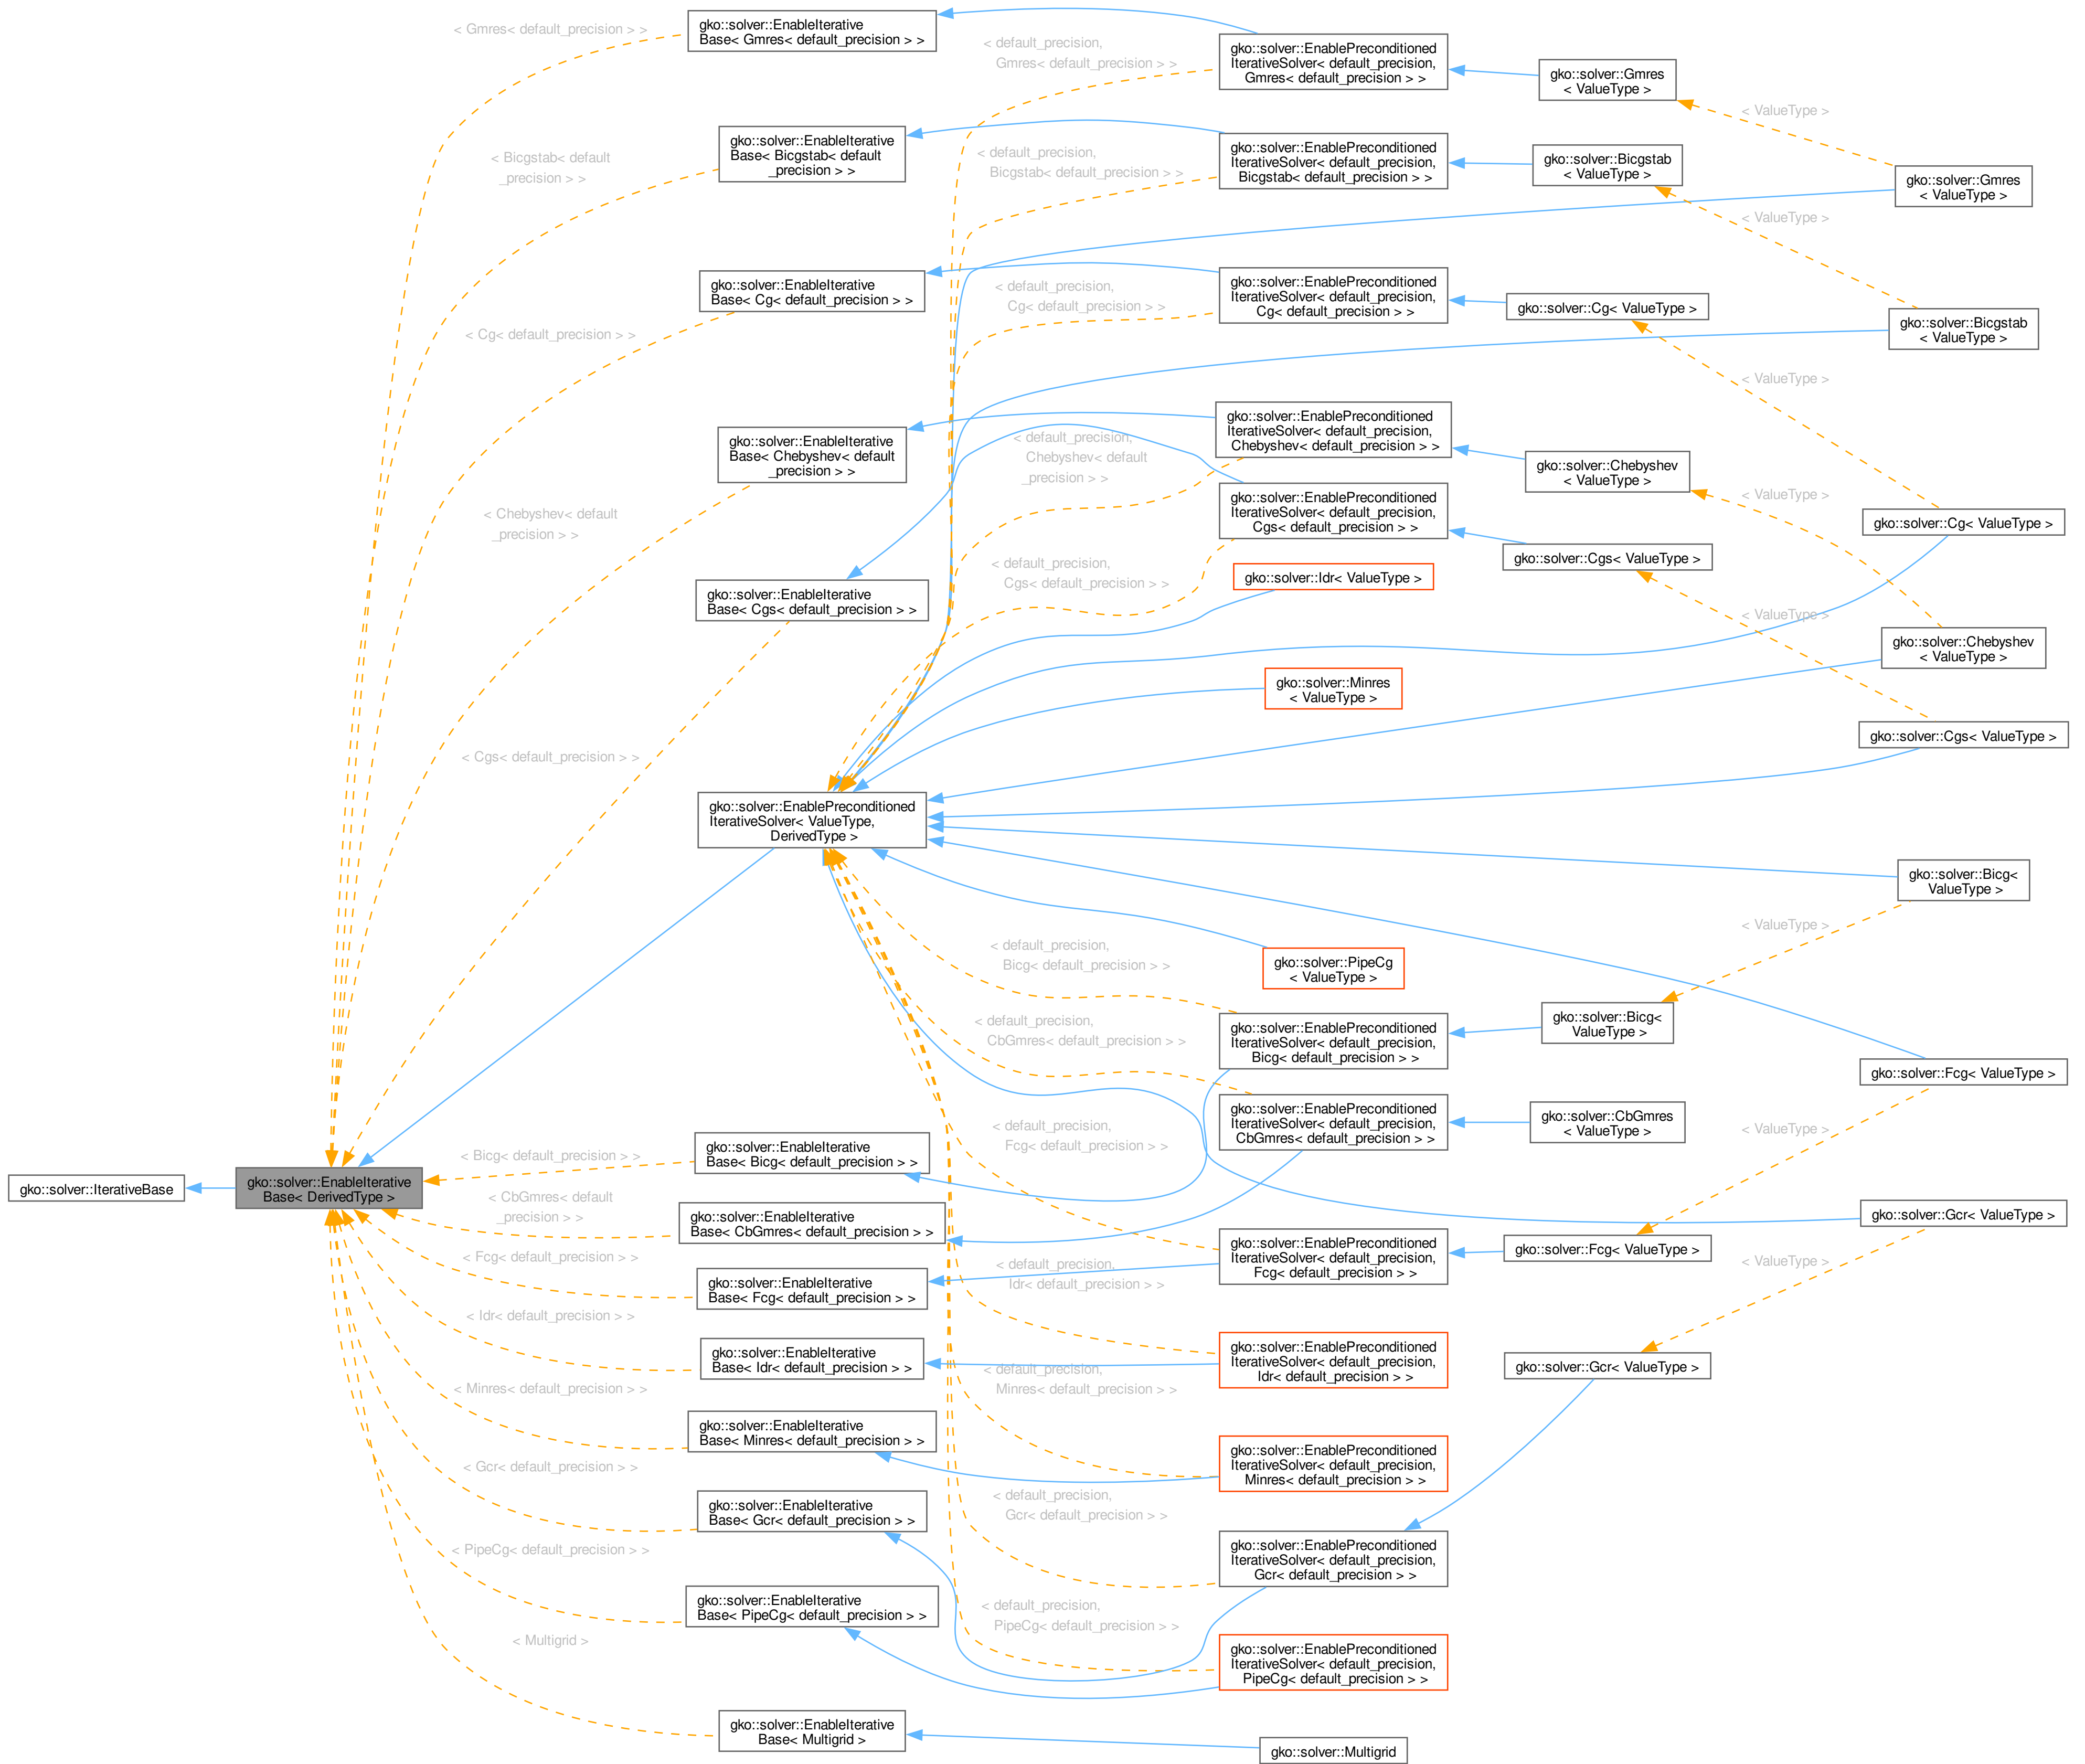 gko::solver::IterativeBase
gko::solver::EnableIterative
Base< DerivedType >
< Gmres< default_precision > >
< Bicgstab< default
_precision > >
< Cg< default_precision > >
< Chebyshev< default
_precision > >
< Cgs< default_precision > >
< Bicg< default_precision > >
< CbGmres< default
_precision > >
< Fcg< default_precision > >
< Idr< default_precision > >
< Minres< default_precision > >
< Gcr< default_precision > >
< PipeCg< default_precision > >
< Multigrid >
gko::solver::EnableIterative
Base< Gmres< default_precision > >
gko::solver::EnableIterative
Base< Bicgstab< default
_precision > >
gko::solver::EnableIterative
Base< Cg< default_precision > >
gko::solver::EnableIterative
Base< Chebyshev< default
_precision > >
gko::solver::EnableIterative
Base< Cgs< default_precision > >
gko::solver::EnablePreconditioned
IterativeSolver< ValueType,
DerivedType >
gko::solver::EnableIterative
Base< Bicg< default_precision > >
gko::solver::EnableIterative
Base< CbGmres< default_precision > >
gko::solver::EnableIterative
Base< Fcg< default_precision > >
gko::solver::EnableIterative
Base< Idr< default_precision > >
gko::solver::EnableIterative
Base< Minres< default_precision > >
gko::solver::EnableIterative
Base< Gcr< default_precision > >
gko::solver::EnableIterative
Base< PipeCg< default_precision > >
gko::solver::EnableIterative
Base< Multigrid >
< default_precision,
Gmres< default_precision > >
< default_precision,
Bicgstab< default_precision > >
< default_precision,
Cg< default_precision > >
< default_precision,
Chebyshev< default
_precision > >
< default_precision,
Cgs< default_precision > >
< default_precision,
Bicg< default_precision > >
< default_precision,
CbGmres< default_precision > >
< default_precision,
Fcg< default_precision > >
< default_precision,
Idr< default_precision > >
< default_precision,
Minres< default_precision > >
< default_precision,
Gcr< default_precision > >
< default_precision,
PipeCg< default_precision > >
gko::solver::EnablePreconditioned
IterativeSolver< default_precision,
Gmres< default_precision > >
gko::solver::EnablePreconditioned
IterativeSolver< default_precision,
Bicgstab< default_precision > >
gko::solver::EnablePreconditioned
IterativeSolver< default_precision,
Cg< default_precision > >
gko::solver::EnablePreconditioned
IterativeSolver< default_precision,
Chebyshev< default_precision > >
gko::solver::EnablePreconditioned
IterativeSolver< default_precision,
Cgs< default_precision > >
gko::solver::Idr< ValueType >
gko::solver::Minres
< ValueType >
gko::solver::PipeCg
< ValueType >
gko::solver::EnablePreconditioned
IterativeSolver< default_precision,
Bicg< default_precision > >
gko::solver::EnablePreconditioned
IterativeSolver< default_precision,
CbGmres< default_precision > >
gko::solver::EnablePreconditioned
IterativeSolver< default_precision,
Fcg< default_precision > >
gko::solver::EnablePreconditioned
IterativeSolver< default_precision,
Idr< default_precision > >
gko::solver::EnablePreconditioned
IterativeSolver< default_precision,
Minres< default_precision > >
gko::solver::EnablePreconditioned
IterativeSolver< default_precision,
Gcr< default_precision > >
gko::solver::EnablePreconditioned
IterativeSolver< default_precision,
PipeCg< default_precision > >
gko::solver::Multigrid
gko::solver::Gmres
< ValueType >
gko::solver::Bicgstab
< ValueType >
gko::solver::Cg< ValueType >
gko::solver::Chebyshev
< ValueType >
gko::solver::Cgs< ValueType >
gko::solver::Bicg<
ValueType >
gko::solver::CbGmres
< ValueType >
gko::solver::Fcg< ValueType >
gko::solver::Gcr< ValueType >
< ValueType >
< ValueType >
< ValueType >
< ValueType >
< ValueType >
< ValueType >
< ValueType >
< ValueType >
gko::solver::Gmres
< ValueType >
gko::solver::Bicgstab
< ValueType >
gko::solver::Cg< ValueType >
gko::solver::Chebyshev
< ValueType >
gko::solver::Cgs< ValueType >
gko::solver::Bicg<
ValueType >
gko::solver::Fcg< ValueType >
gko::solver::Gcr< ValueType >